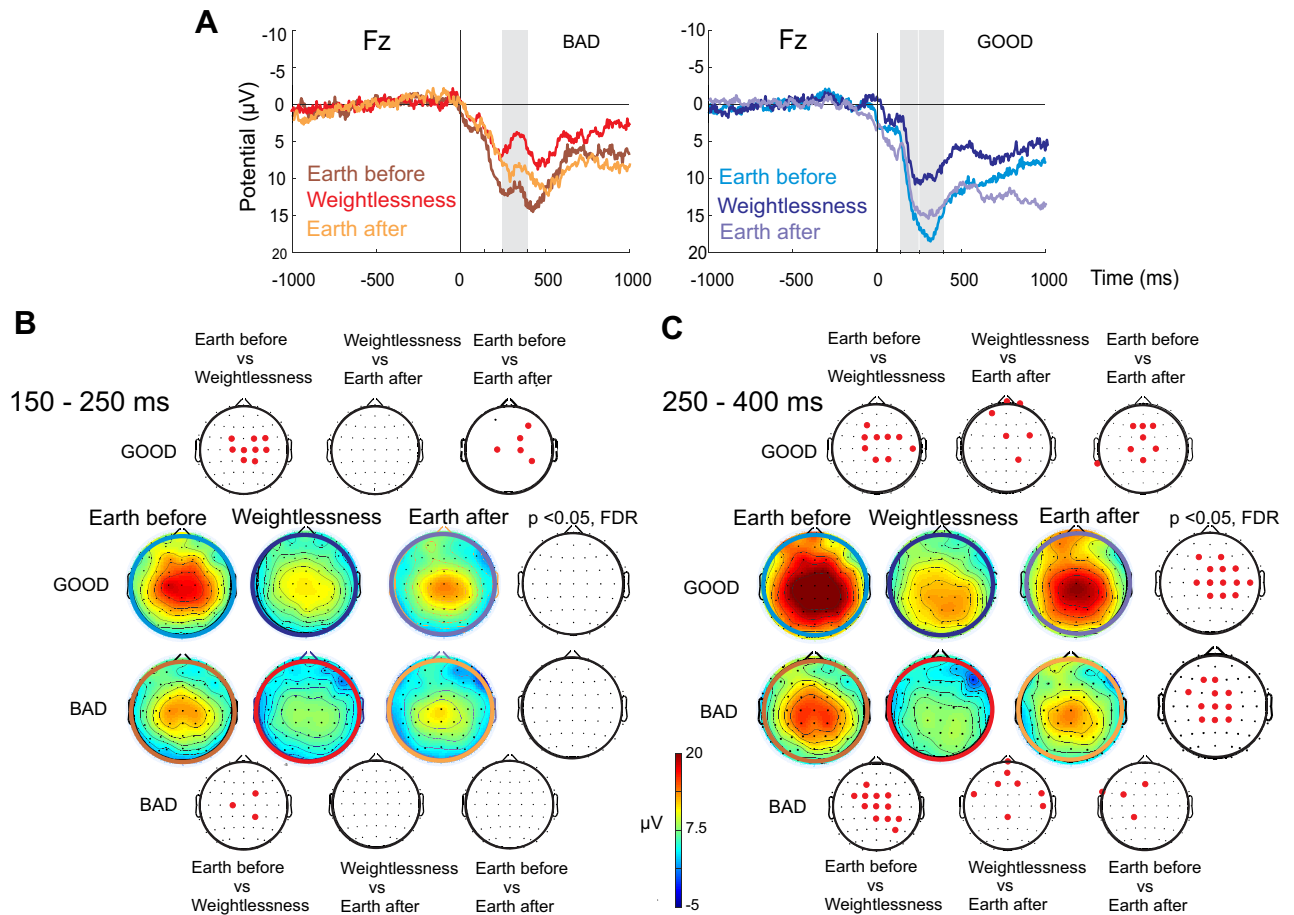 A
-10
-5
0
5
10
15
20
Potential (μV)
Fz
BAD
Earth before
Weightlessness
Earth after
-1000
-500
0
500
1000
-10
-5
0
5
10
15
20
Fz
GOOD
Earth before
Weightlessness
Earth after
-1000
-500
0
500
1000
Time (ms)
B
Earth before
vs
Weightlessness
Weightlessness
vs
Earth after
Earth before
vs
Earth after
150 - 250 ms
GOOD
Earth before
Weightlessness
Earth after
p <0.05, FDR
GOOD
BAD
BAD
Earth before
vs
Weightlessness
Weightlessness
vs
Earth after
Earth before
vs
Earth after
μV
20
7.5
-5
C
Earth before
vs
Weightlessness
Weightlessness
vs
Earth after
Earth before
vs
Earth after
250 - 400 ms
GOOD
Earth before
Weightlessness
Earth after
p <0.05, FDR
GOOD
BAD
BAD
Earth before
vs
Weightlessness
Weightlessness
vs
Earth after
Earth before
vs
Earth after